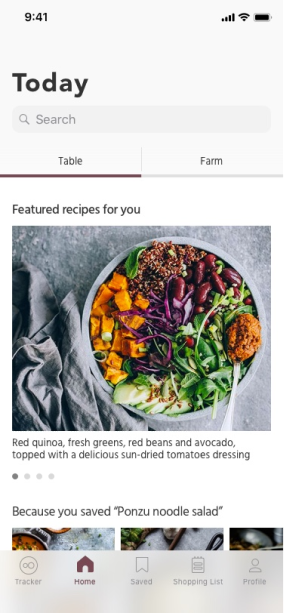 9:41
Today
Search
Table
Farm
Featured recipes for you
Red quinoa, fresh greens, red beans and avocado,
topped with a delicious sun-dried tomatoes dressing
Because you saved “Ponzu noodle salad”
Tracker
Home
Saved
Shopping List
Profile